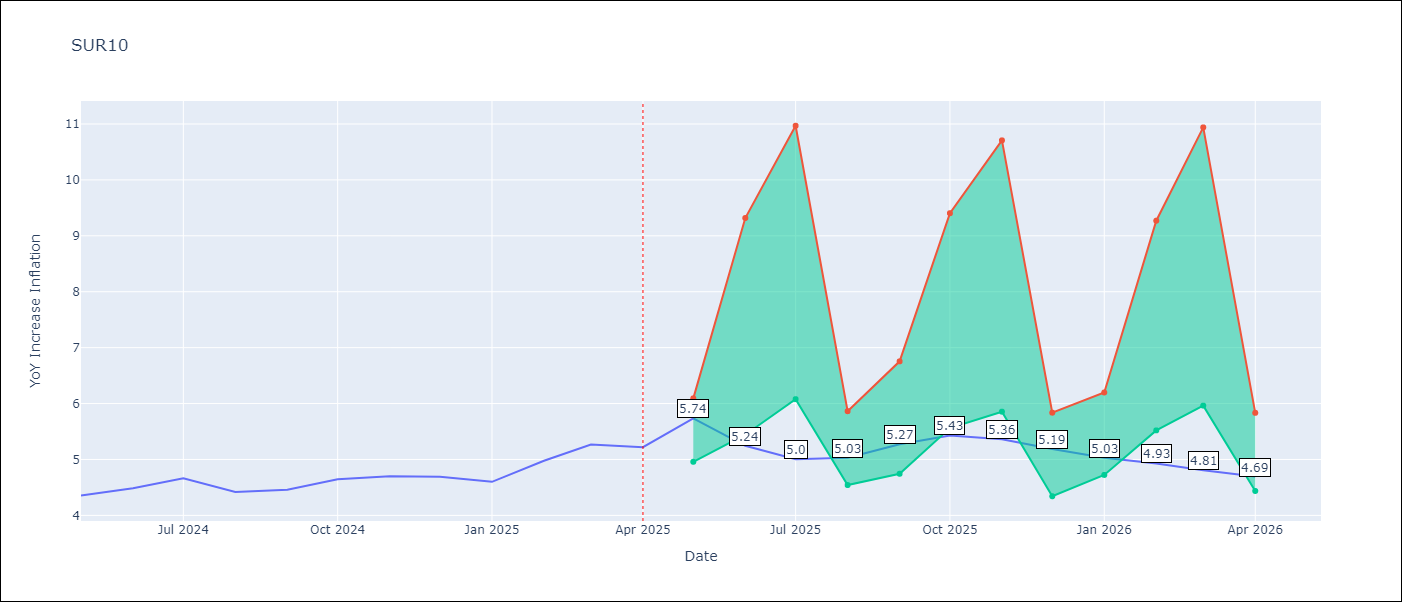 SUR10
YoY Increase Inflation
11
10
9
8
7
6
5
4
5.74
5.24
5.0
5.03
5.27
5.43
5.36
5.19
5.03
4.93
4.81
4.69
Jul 2024
Oct 2024
Jan 2025
Apr 2025
Jul 2025
Oct 2025
Jan 2026
Apr 2026
Date